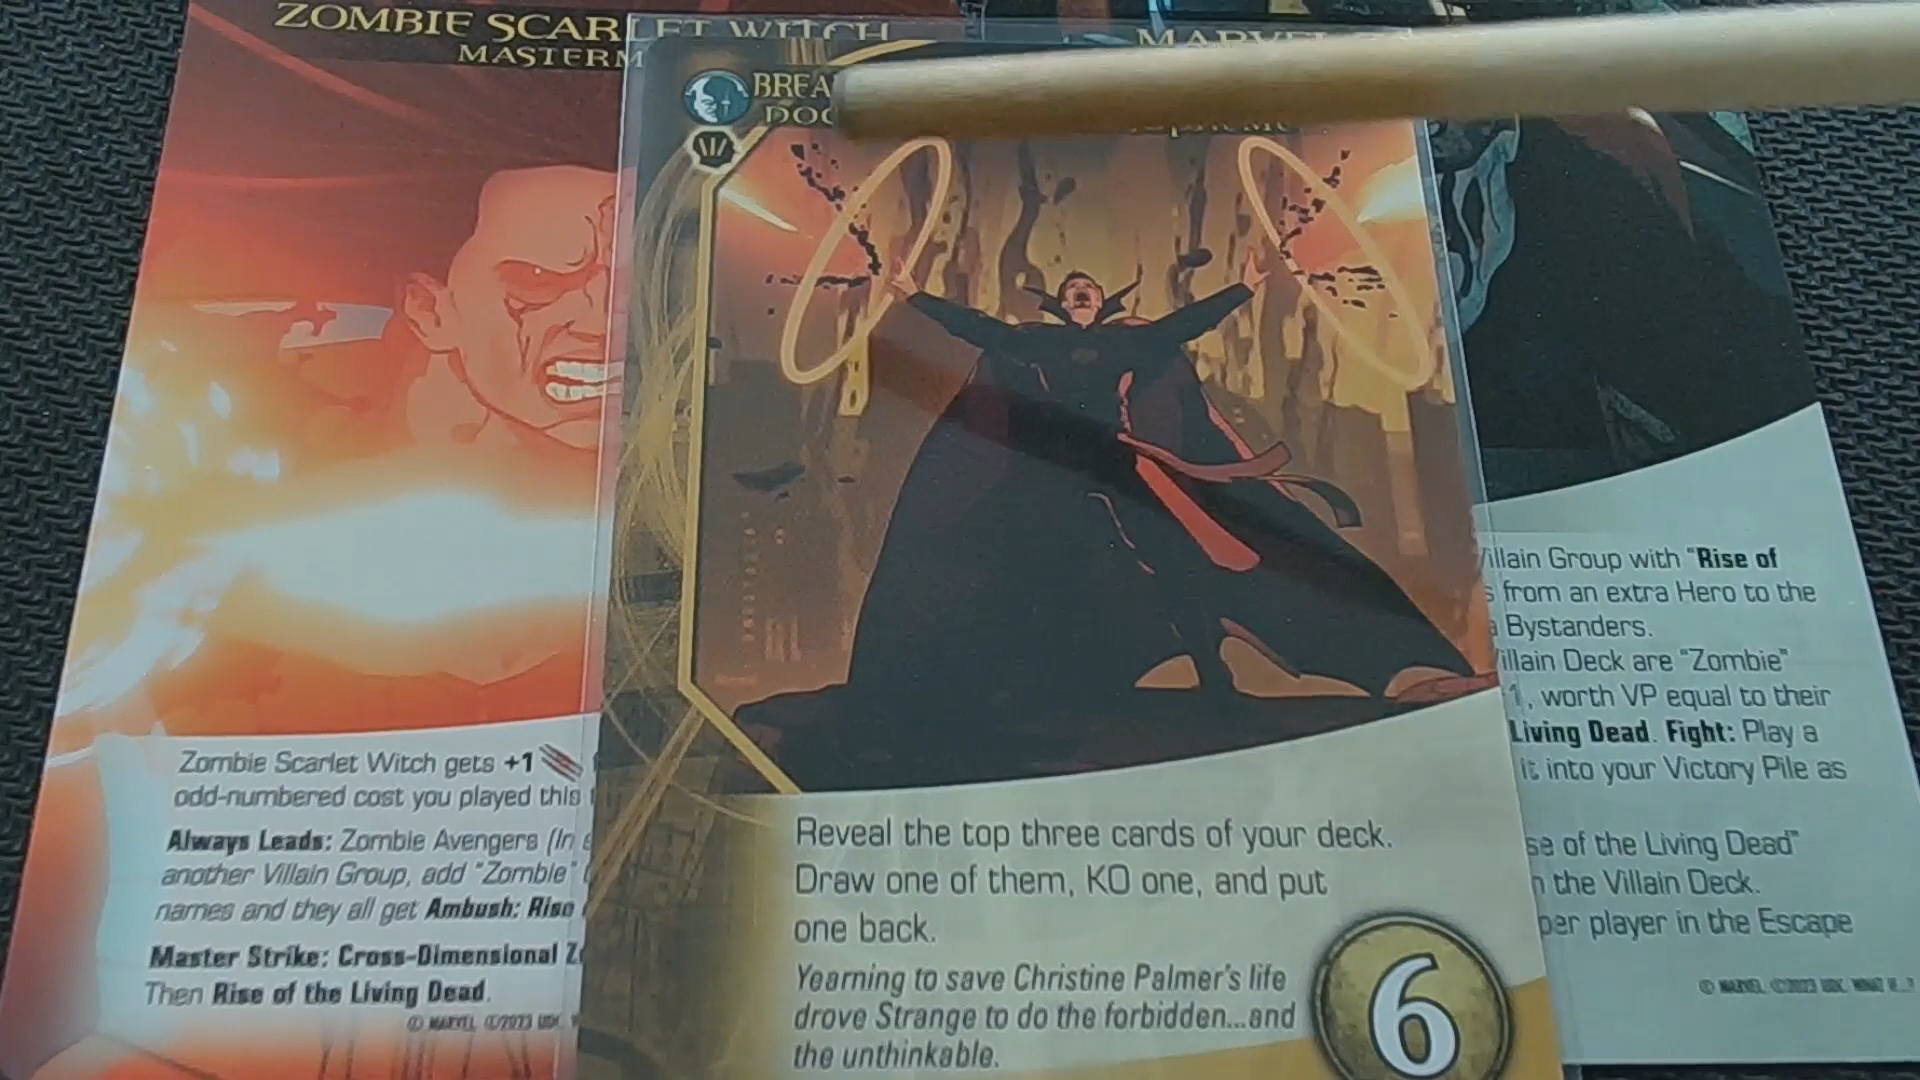 ZOMBIE SCARLET WITCH
MASTERM
Zombie Scarlet Witch gets +1
odd-numbered cost you played this
Always Leads: Zombie Avengers (In
another Villain Group, add "Zombie"
names and they all get Ambush: Rise
Master Strike: Cross-Dimensional
Then Rise of the Living Dead.
© MARVEL ©2023 UDC
Reveal the top three cards of your deck.
Draw one of them, KO one, and put
one back.
Yearning to save Christine Palmer's life
drove Strange to do the forbidden...and
the unthinkable.
6
Villain Group with "Rise of
from an extra Hero to the
Bystanders.
Villain Deck are "Zombie"
, worth VP equal to their
Living Dead. Fight: Play a
it into your Victory Pile as
of the Living Dead"
the Villain Deck.
per player in the Escape
© MARVEL ©2023 UDC WHAT IF...?